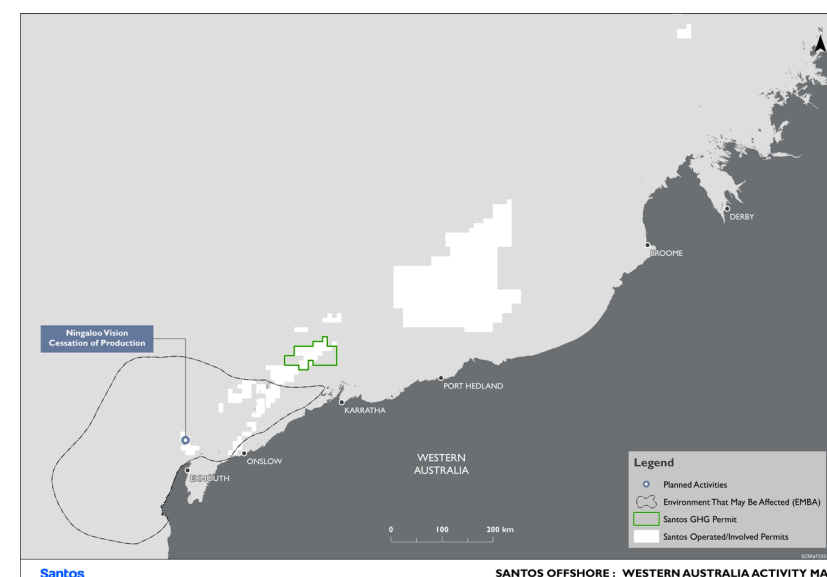 N
DERBY
BROOME
Ningaloo Vision
Cessation of Production
PORT HEDLAND
KARRATHA
WESTERN
AUSTRALIA
ONSLOW
EXMOUTH
0 100 200 km
Legend
Planned Activities
Environment That May Be Affected (EMBA)
Santos GHG Permit
Santos Operated/Involved Permits
Santos
SANTOS OFFSHORE : WESTERN AUSTRALIA ACTIVITY MA